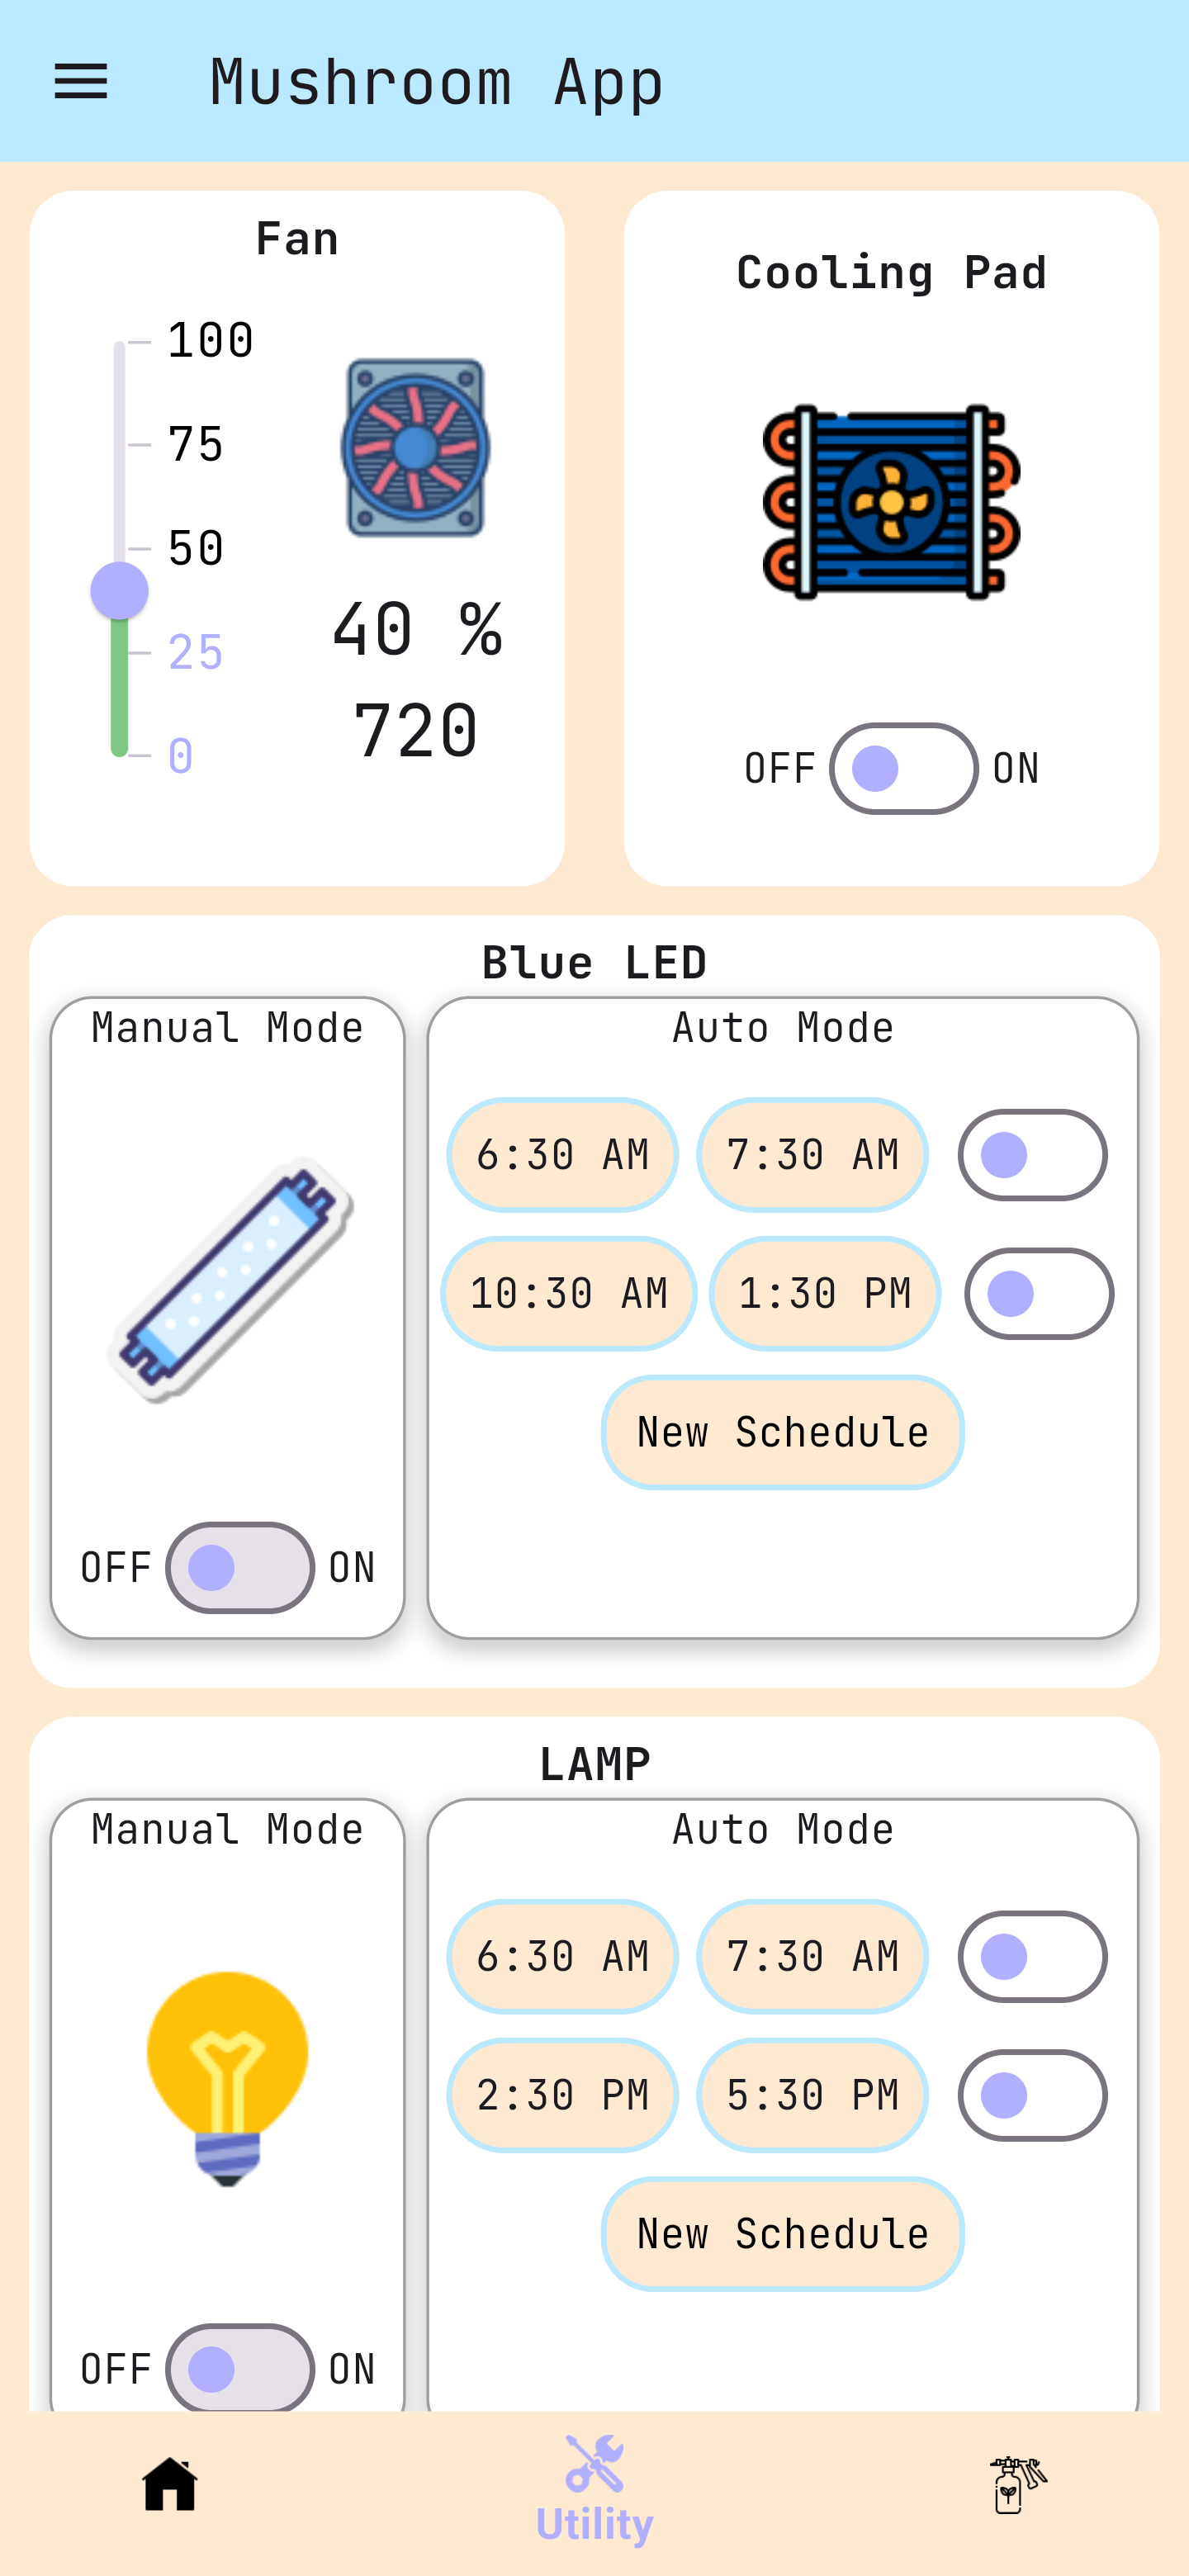 Mushroom App
Fan
100
75
50
25
0
40 %
720
Cooling Pad
OFF ON
Blue LED
Manual Mode
OFF ON
Auto Mode
6:30 AM 7:30 AM
10:30 AM 1:30 PM
New Schedule
LAMP
Manual Mode
OFF ON
Auto Mode
6:30 AM 7:30 AM
2:30 PM 5:30 PM
New Schedule
Utility